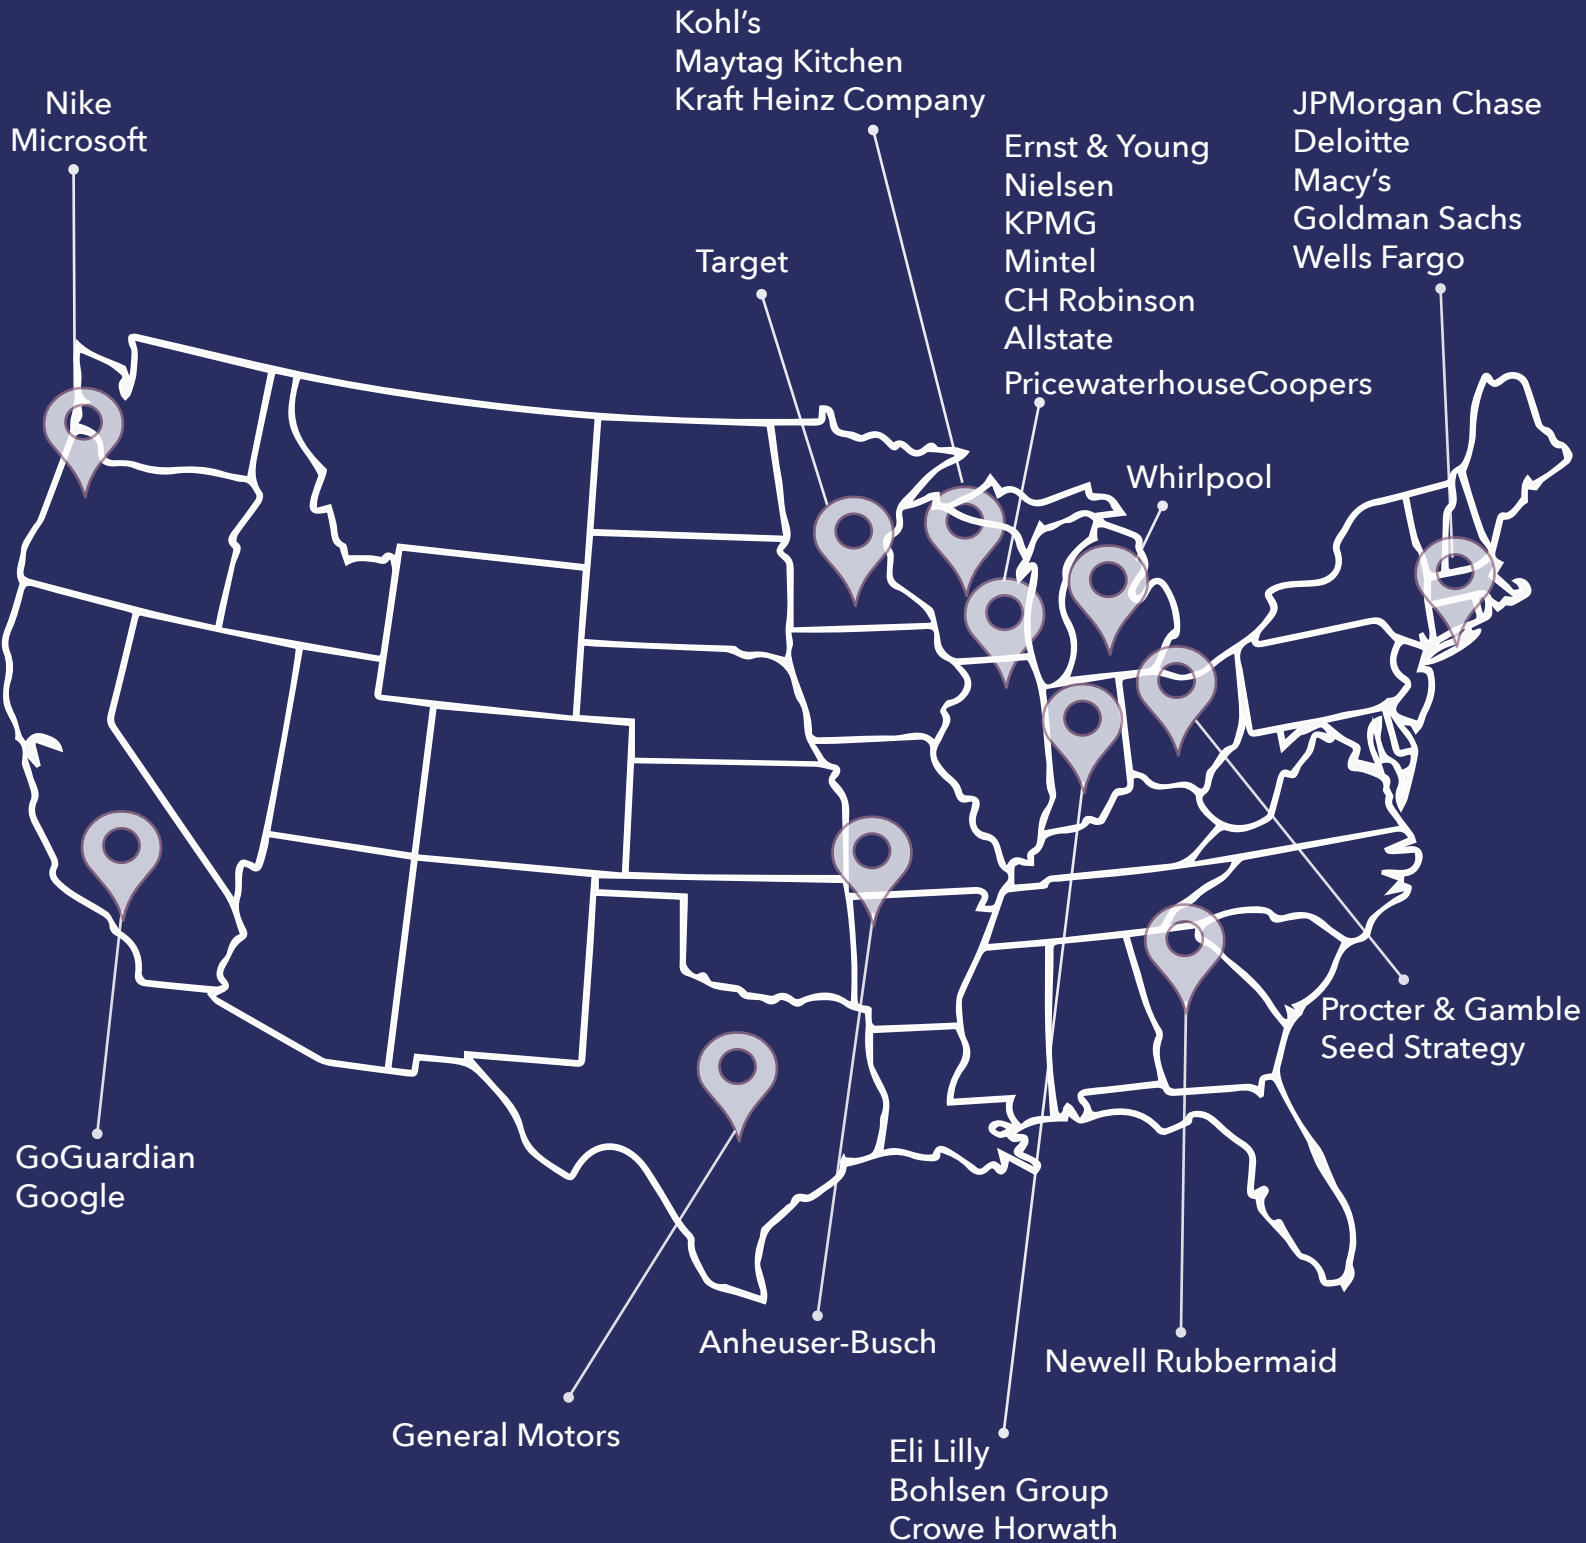 Kohl’s
Maytag Kitchen
Kraft Heinz Company
Nike
Microsoft
JPMorgan Chase
Deloitte
Macy’s
Goldman Sachs
Wells Fargo
Ernst & Young
Nielsen
KPMG
Mintel
CH Robinson
Allstate
PricewaterhouseCoopers
Target
Whirlpool
Procter & Gamble
Seed Strategy
GoGuardian
Google
Anheuser-Busch
Newell Rubbermaid
General Motors
Eli Lilly
Bohlsen Group
Crowe Horwath